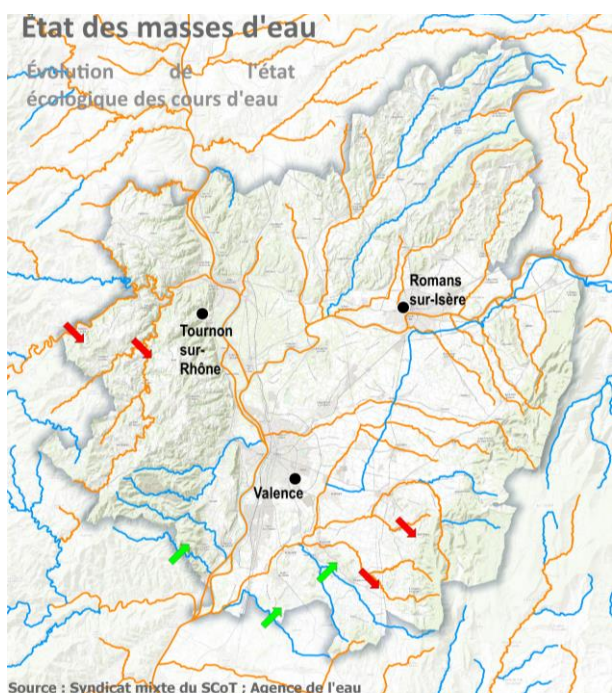 État des masses d'eau
Évolution de l'état
écologique des cours d'eau
Romans
sur-Isère
Tournon
sur-
Rhône
Valence
Source : Syndicat mixte du SCoT ; Agence de l'eau